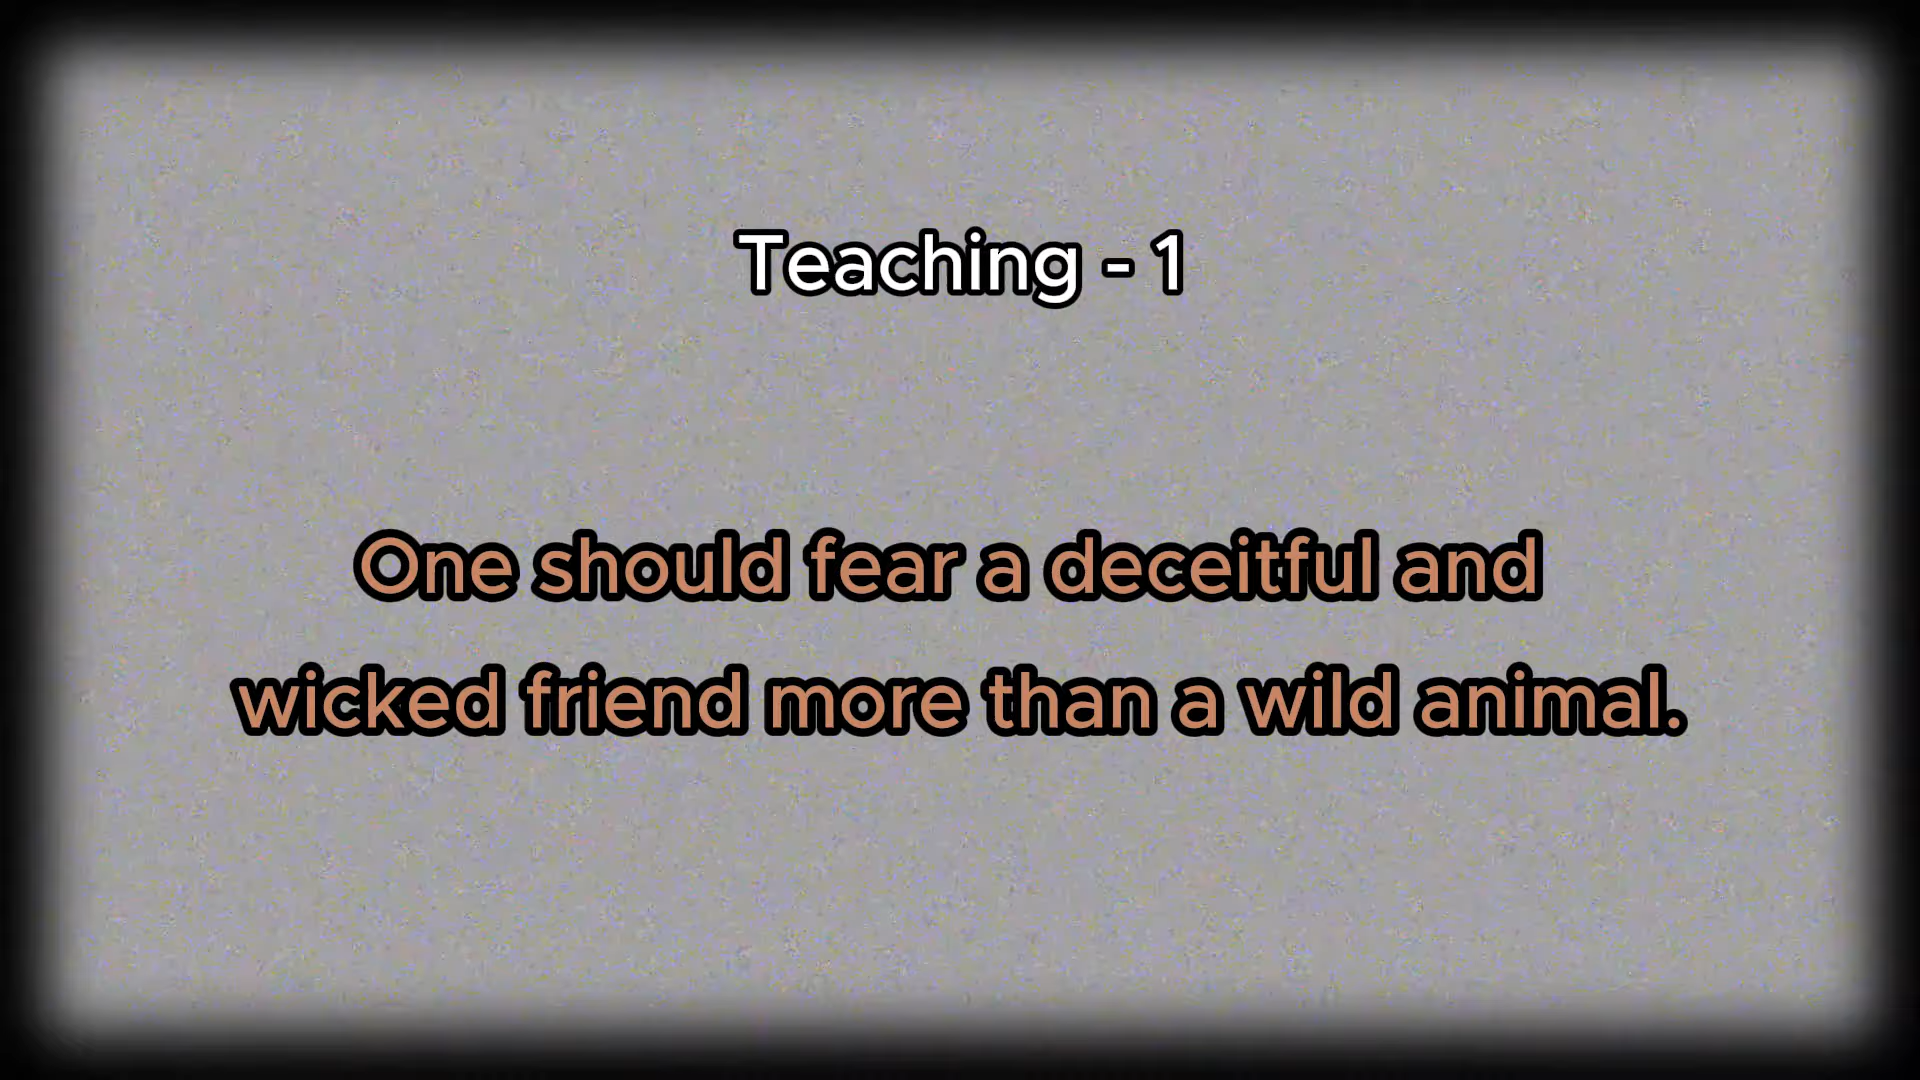 Teaching - 1
One should fear a deceitful and
wicked friend more than a wild animal.